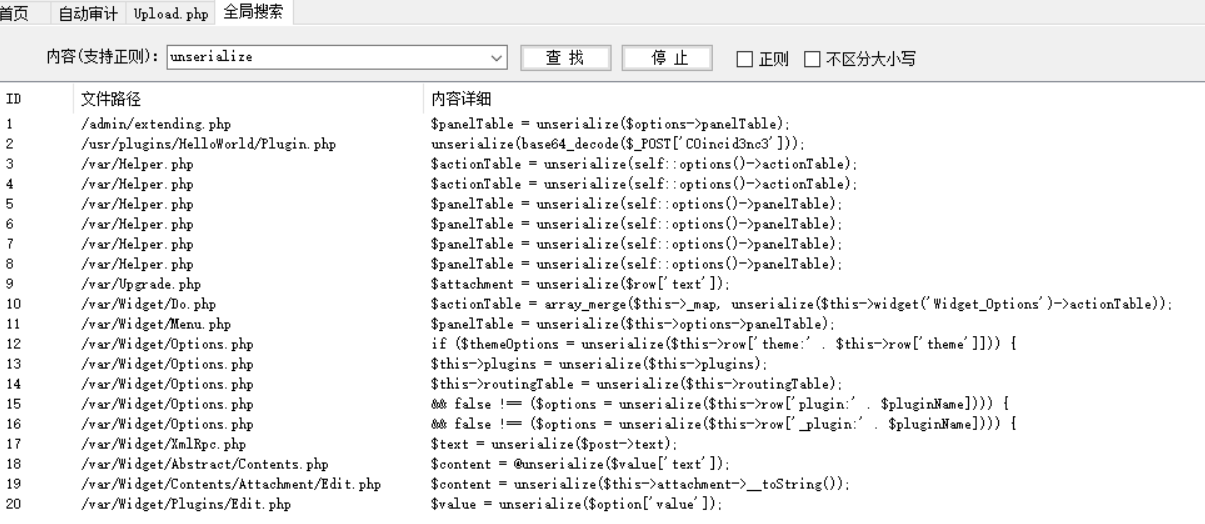 首页 自动审计 Upload.php 全局搜索
内容(支持正则): unserialize 查 找 停 止 正则 不区分大小写
ID 文件路径 内容详细
1 /admin/extending.php $panelTable = unserialize($options->panelTable);
2 /usr/plugins/HelloWorld/Plugin.php unserialize(base64_decode($_POST['C0incid3nc3']));
3 /var/Helper.php $actionTable = unserialize(self::options()->actionTable);
4 /var/Helper.php $actionTable = unserialize(self::options()->actionTable);
5 /var/Helper.php $panelTable = unserialize(self::options()->panelTable);
6 /var/Helper.php $panelTable = unserialize(self::options()->panelTable);
7 /var/Helper.php $panelTable = unserialize(self::options()->panelTable);
8 /var/Helper.php $panelTable = unserialize(self::options()->panelTable);
9 /var/Upgrade.php $attachment = unserialize($row['text']);
10 /var/Widget/Do.php $actionTable = array_merge($this->_map, unserialize($this->widget('Widget_Options')->actionTable));
11 /var/Widget/Menu.php $panelTable = unserialize($this->options->panelTable);
12 /var/Widget/Options.php if ($themeOptions = unserialize($this->row['theme:' . $this->row['theme']])) {
13 /var/Widget/Options.php $this->plugins = unserialize($this->plugins);
14 /var/Widget/Options.php $this->routingTable = unserialize($this->routingTable);
15 /var/Widget/Options.php && false !== ($options = unserialize($this->row['plugin:' . $pluginName]))) {
16 /var/Widget/Options.php && false !== ($options = unserialize($this->row['_plugin:' . $pluginName]))) {
17 /var/Widget/XmlRpc.php $text = unserialize($post->text);
18 /var/Widget/Abstract/Contents.php $content = @unserialize($value['text']);
19 /var/Widget/Contents/Attachment/Edit.php $content = unserialize($this->attachment->__toString());
20 /var/Widget/Plugins/Edit.php $value = unserialize($option['value']);